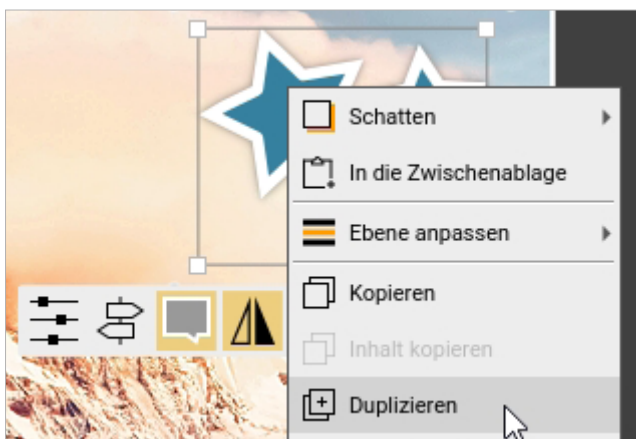 Schatten
In die Zwischenablage
Ebene anpassen
Kopieren
Inhalt kopieren
Duplizieren